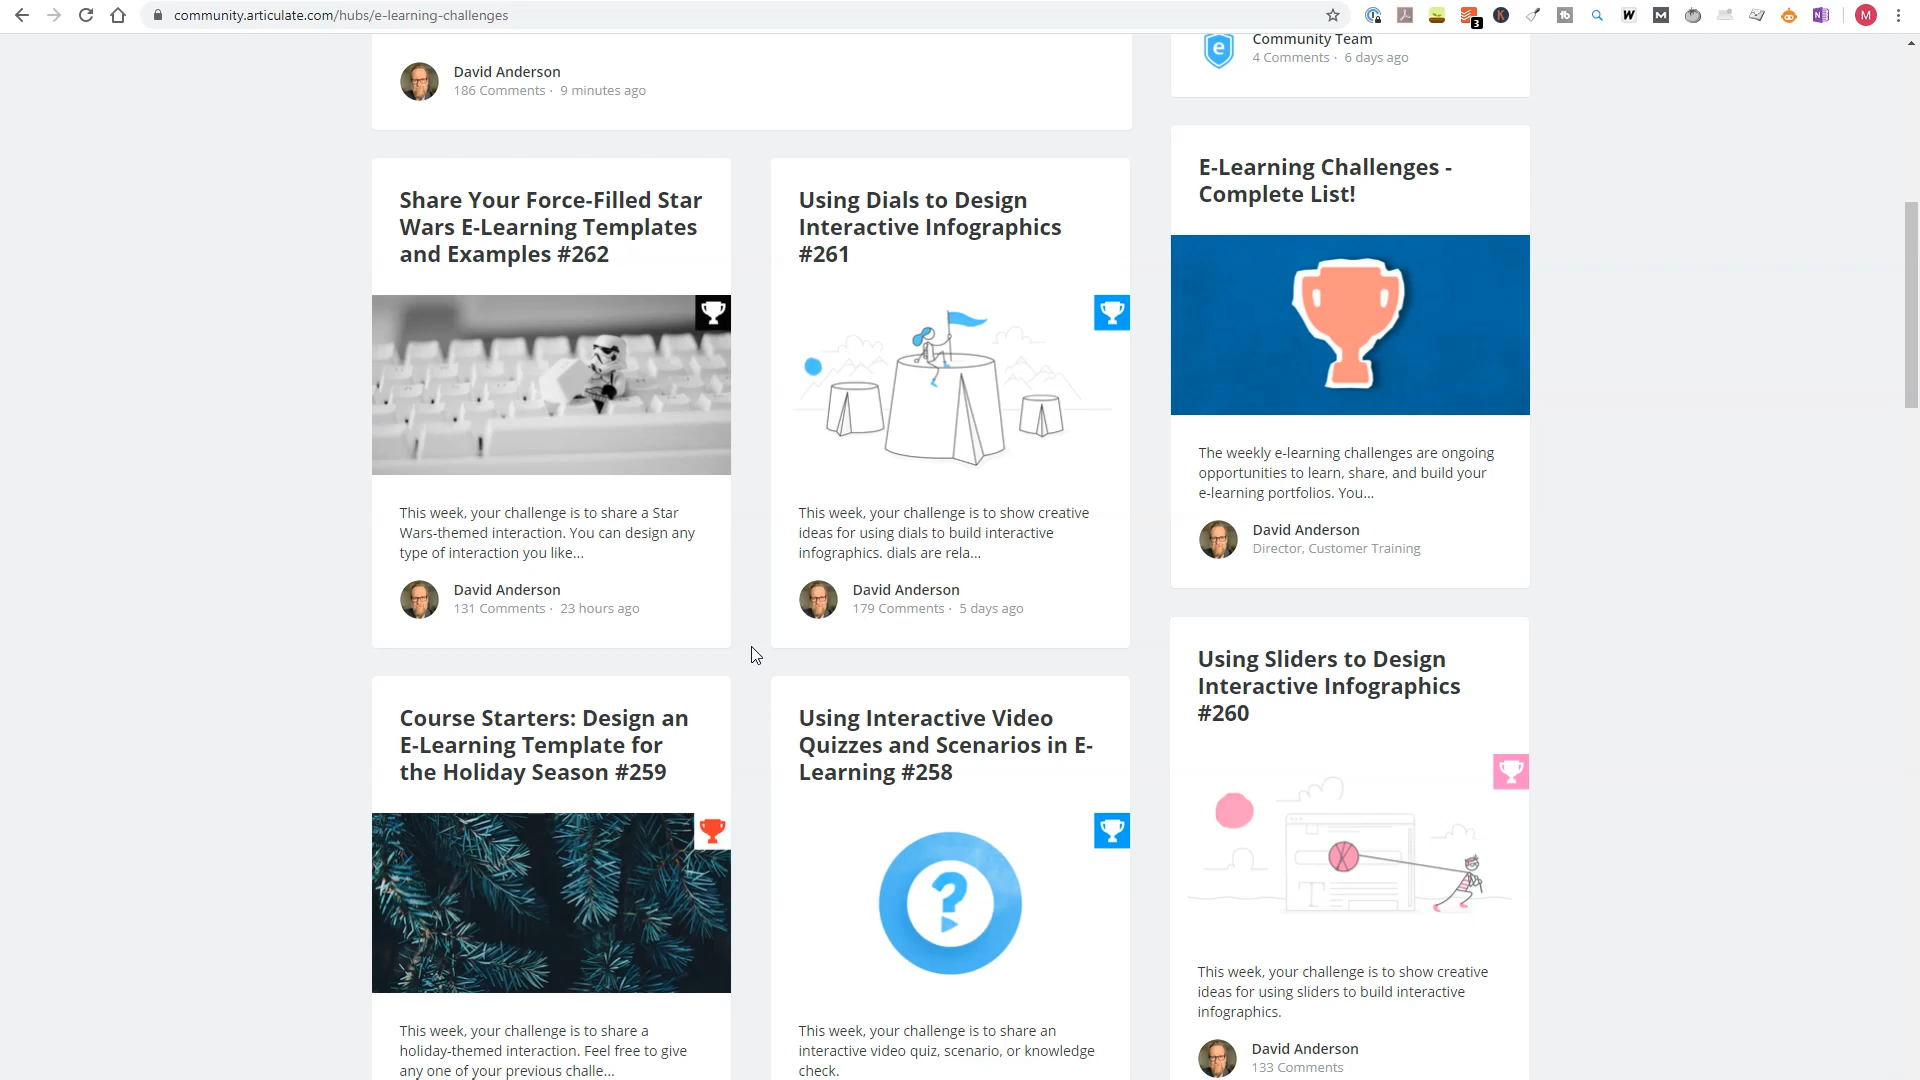 community.articulate.com/hubs/e-learning-challenges
3
M
David Anderson
186 Comments · 9 minutes ago
Community Team
4 Comments · 6 days ago
Share Your Force-Filled Star
Wars E-Learning Templates
and Examples #262
This week, your challenge is to share a Star
Wars-themed interaction. You can design any
type of interaction you like...
David Anderson
131 Comments · 23 hours ago
Using Dials to Design
Interactive Infographics
#261
This week, your challenge is to show creative
ideas for using dials to build interactive
infographics. dials are rela...
David Anderson
179 Comments · 5 days ago
E-Learning Challenges -
Complete List!
The weekly e-learning challenges are ongoing
opportunities to learn, share, and build your
e-learning portfolios. You...
David Anderson
Director, Customer Training
Course Starters: Design an
E-Learning Template for
the Holiday Season #259
This week, your challenge is to share a
holiday-themed interaction. Feel free to give
any one of your previous challe...
Using Interactive Video
Quizzes and Scenarios in E-
Learning #258
?
This week, your challenge is to share an
interactive video quiz, scenario, or knowledge
check.
Using Sliders to Design
Interactive Infographics
#260
T
This week, your challenge is to show creative
ideas for using sliders to build interactive
infographics.
David Anderson
133 Comments